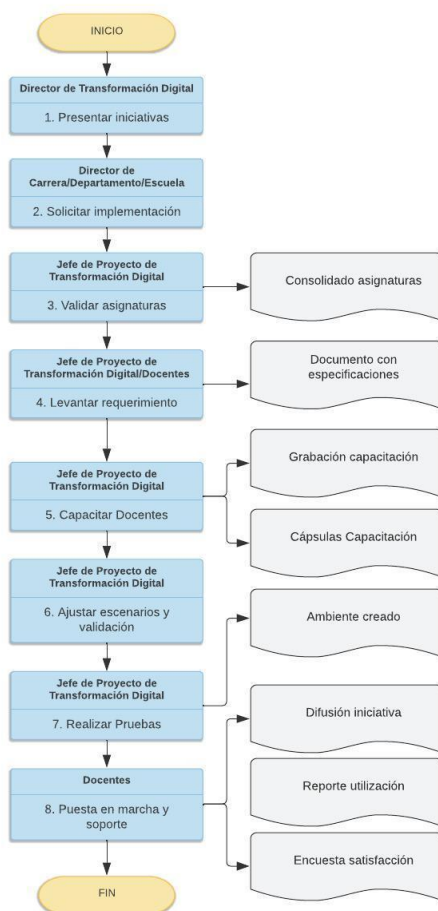 INICIO
Director de Transformación Digital
1. Presentar iniciativas
Director de
Carrera/Departamento/Escuela
2. Solicitar implementación
Jefe de Proyecto de
Transformación Digital
3. Validar asignaturas
Consolidado asignaturas
Jefe de Proyecto de
Transformación Digital/Docentes
4. Levantar requerimiento
Documento con
especificaciones
Jefe de Proyecto de
Transformación Digital
5. Capacitar Docentes
Grabación capacitación
Cápsulas Capacitación
Jefe de Proyecto de
Transformación Digital
6. Ajustar escenarios y
validación
Jefe de Proyecto de
Transformación Digital
7. Realizar Pruebas
Ambiente creado
Docentes
8. Puesta en marcha y
soporte
Difusión iniciativa
Reporte utilización
Encuesta satisfacción
FIN